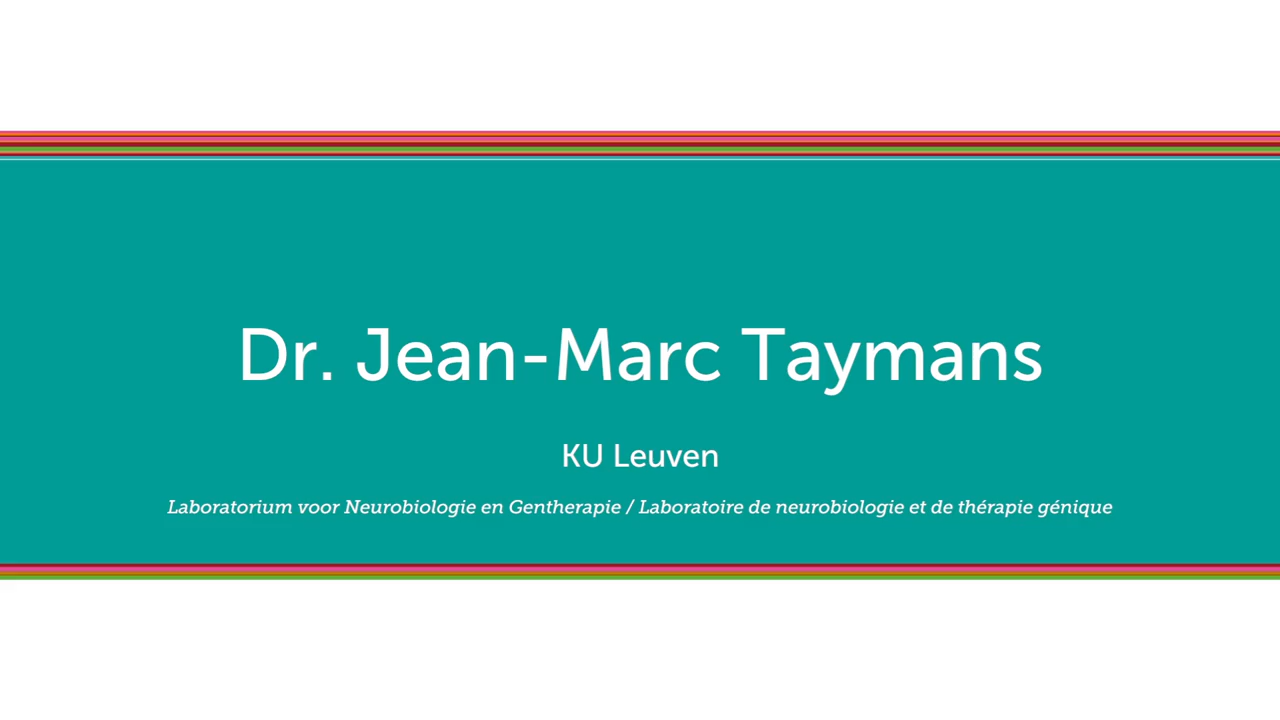 Dr. Jean-Marc Taymans
KU Leuven
Laboratorium voor Neurobiologie en Gentherapie / Laboratoire de neurobiologie et de thérapie génique